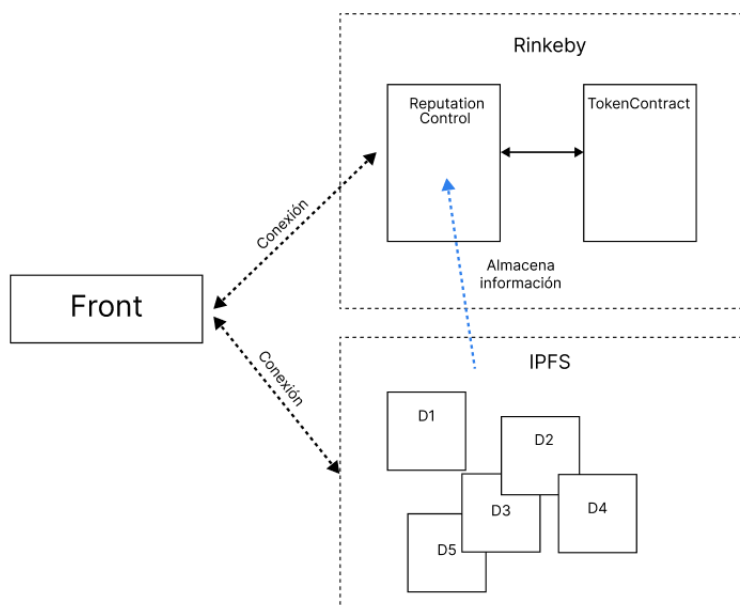 Rinkeby
Reputation
Control
TokenContract
Conexión
Almacena
información
Front
Conexión
IPFS
D1
D2
D3
D4
D5